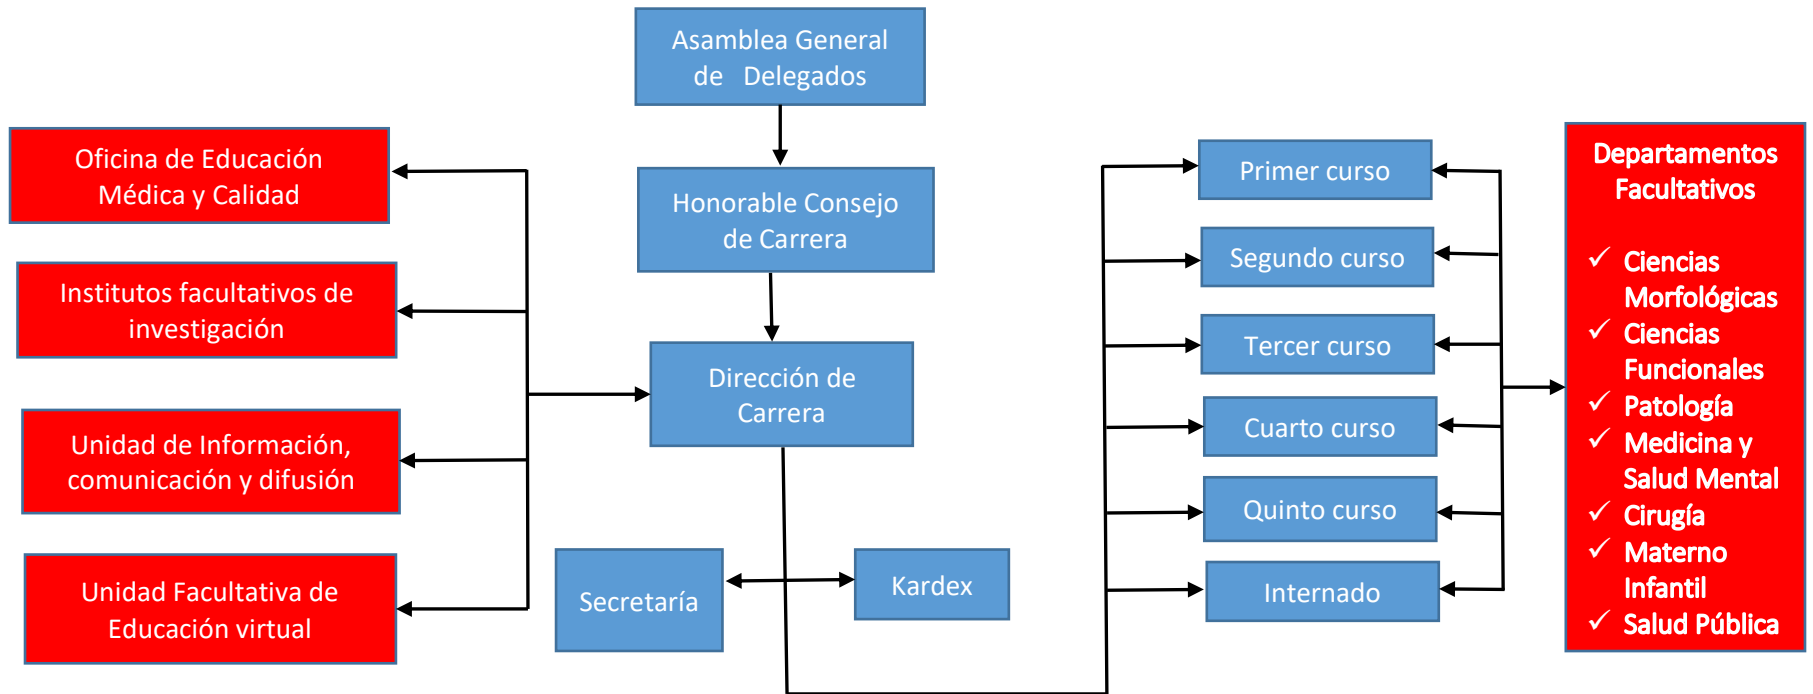 Asamblea General
de Delegados
Oficina de Educación
Médica y Calidad
Honorable Consejo
de Carrera
Institutos facultativos de
investigación
Dirección de
Carrera
Unidad de Información,
comunicación y difusión
Unidad Facultativa de
Educación virtual
Secretaría
Kardex
Primer curso
Segundo curso
Tercer curso
Cuarto curso
Quinto curso
Internado
Departamentos
Facultativos
✓ Ciencias
Morfológicas
✓ Ciencias
Funcionales
✓ Patología
✓ Medicina y
Salud Mental
✓ Cirugía
✓ Materno
Infantil
✓ Salud Pública